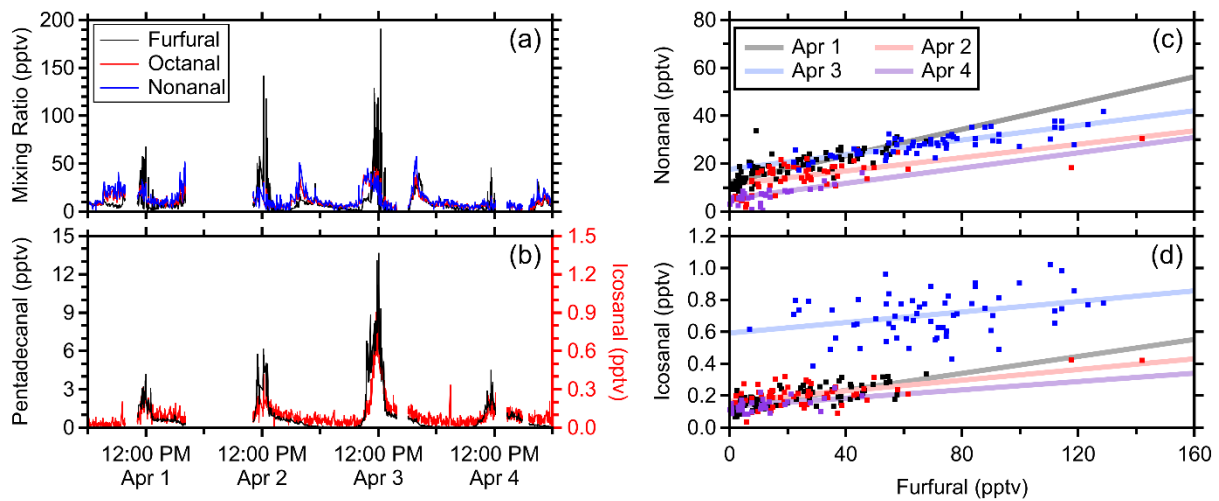 (a)
Furfural
Octanal
Nonanal
Mixing Ratio (pptv)
200
150
100
50
0
(b)
Pentadecanal (pptv)
15
12
9
6
3
0
1.5
1.2
0.9
0.6
0.3
0.0
Icosanal (pptv)
12:00 PM 12:00 PM 12:00 PM 12:00 PM
Apr 1 Apr 2 Apr 3 Apr 4
(c)
Apr 1 Apr 2
Apr 3 Apr 4
Nonanal (pptv)
80
60
40
20
0
(d)
Icosanal (pptv)
1.2
1.0
0.8
0.6
0.4
0.2
0.0
0 40 80 120 160
Furfural (pptv)